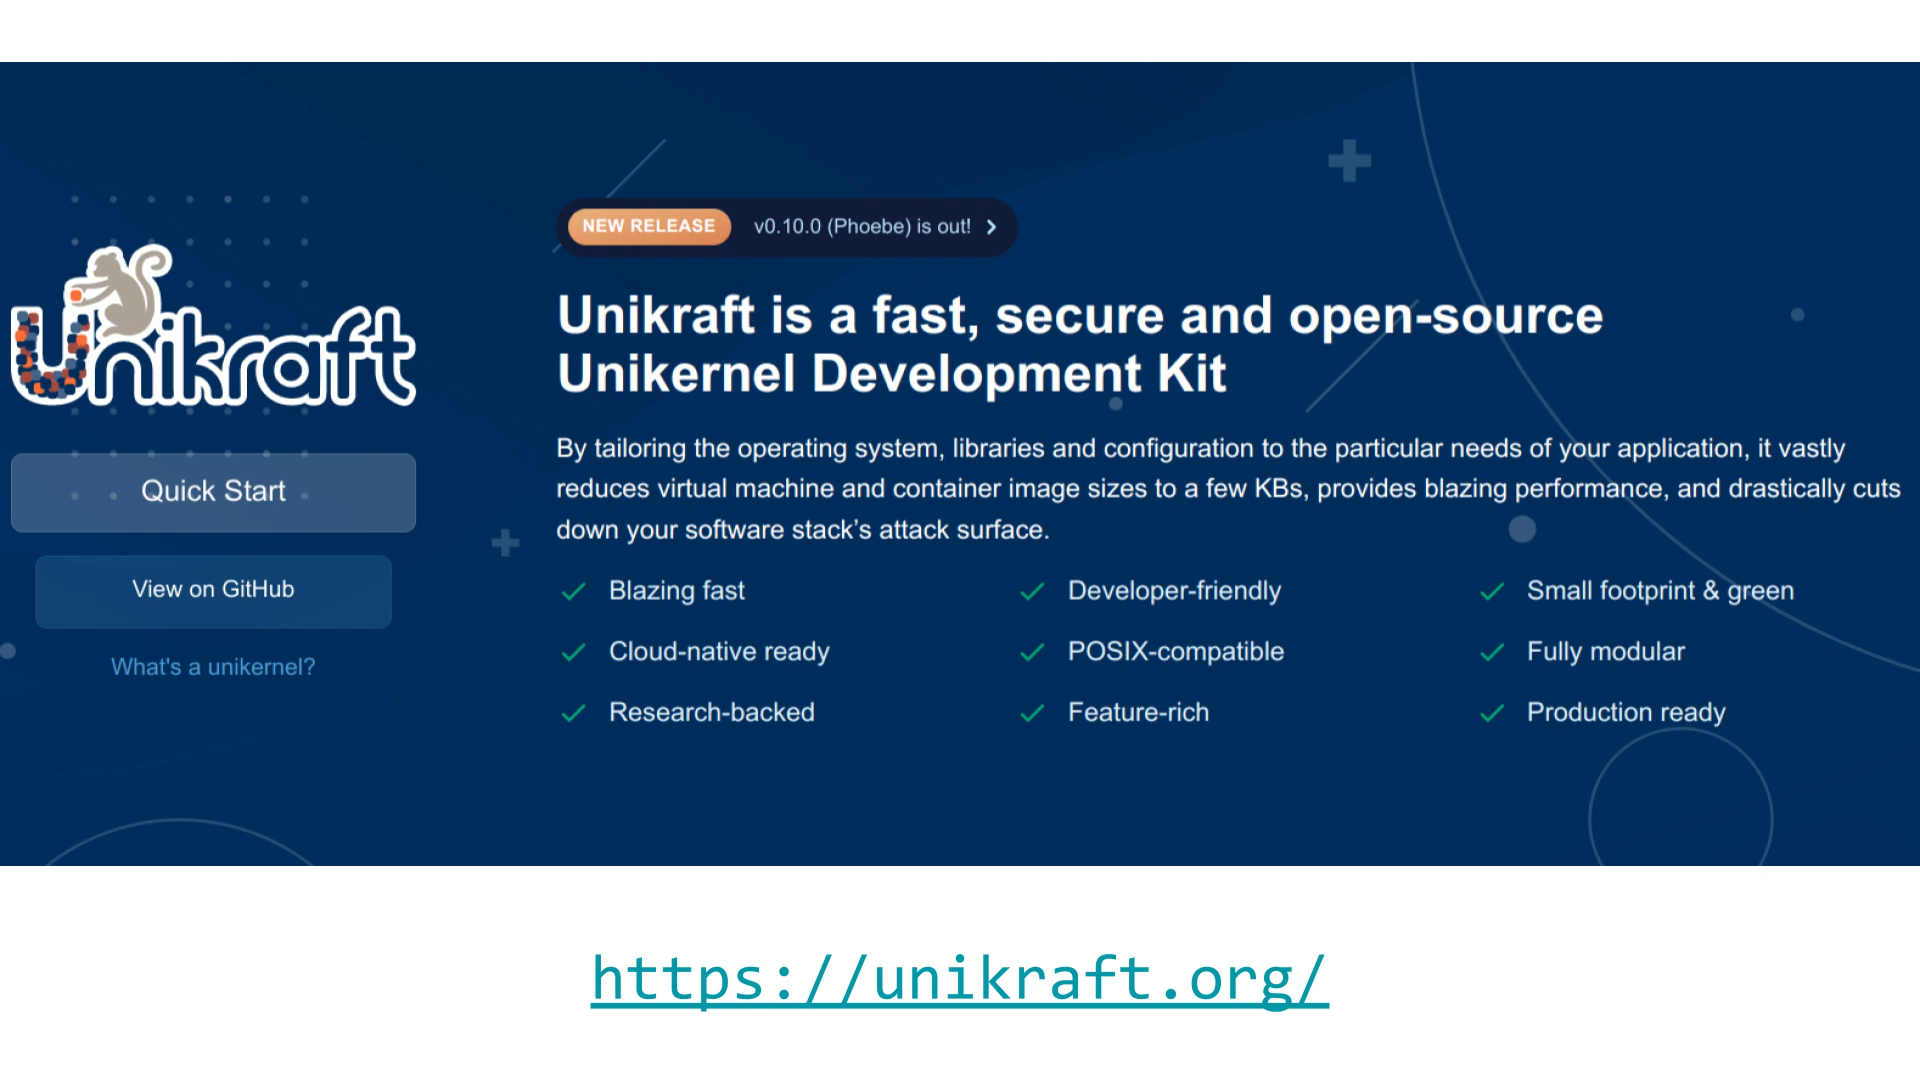 Unikraft
Quick Start
View on GitHub
What's a unikernel?
NEW RELEASE v0.10.0 (Phoebe) is out!
Unikraft is a fast, secure and open-source
Unikernel Development Kit
By tailoring the operating system, libraries and configuration to the particular needs of your application, it vastly
reduces virtual machine and container image sizes to a few KBs, provides blazing performance, and drastically cuts
down your software stack’s attack surface.
Blazing fast
Developer-friendly
Small footprint & green
Cloud-native ready
POSIX-compatible
Fully modular
Research-backed
Feature-rich
Production ready
https://unikraft.org/